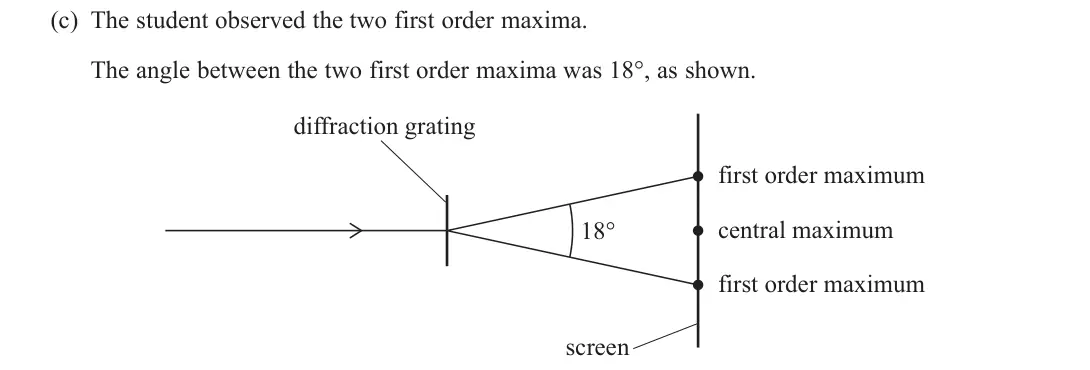 (c) The student observed the two first order maxima.
The angle between the two first order maxima was 18°, as shown.
diffraction grating
first order maximum
18°
central maximum
first order maximum
screen